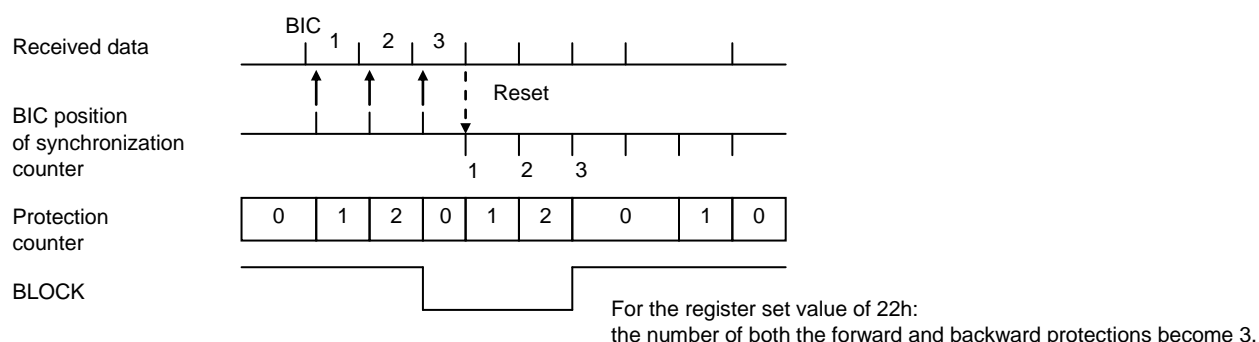 BIC
Received data
1 2 3
Reset
BIC position
of synchronization
counter
1 2 3
Protection
counter
0 1 2 0 1 2 0 1 0
BLOCK
For the register set value of 22h:
the number of both the forward and backward protections become 3.